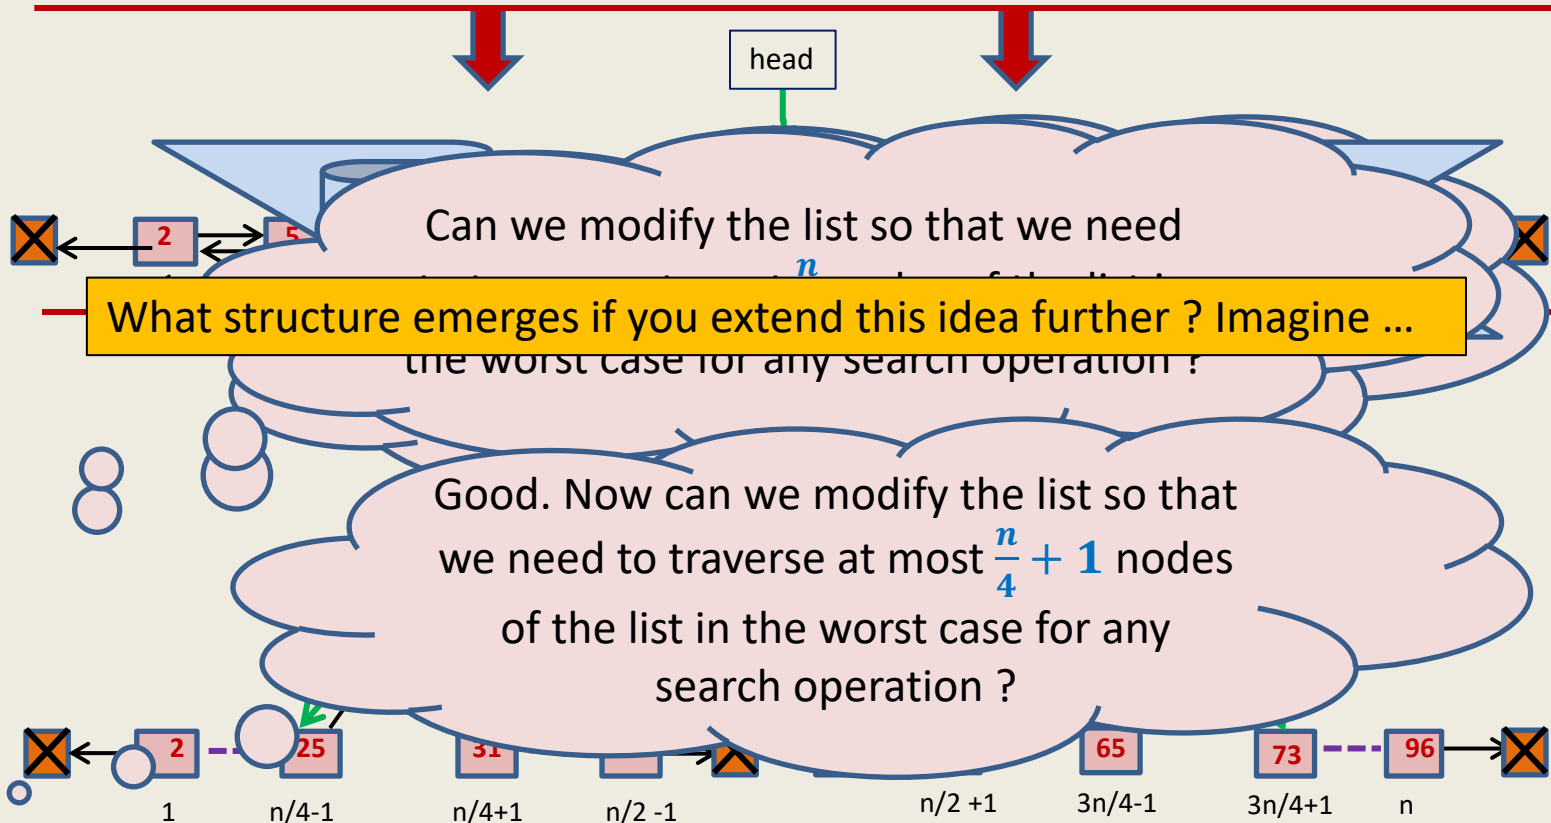 head
Can we modify the list so that we need
2
What structure emerges if you extend this idea further ? Imagine ...
the worst case for any search operation ?
Good. Now can we modify the list so that
we need to traverse at most n/4 + 1 nodes
of the list in the worst case for any
search operation ?
2 25 31 65 73 96
1 n/4-1 n/4+1 n/2 -1 n/2 +1 3n/4-1 3n/4+1 n